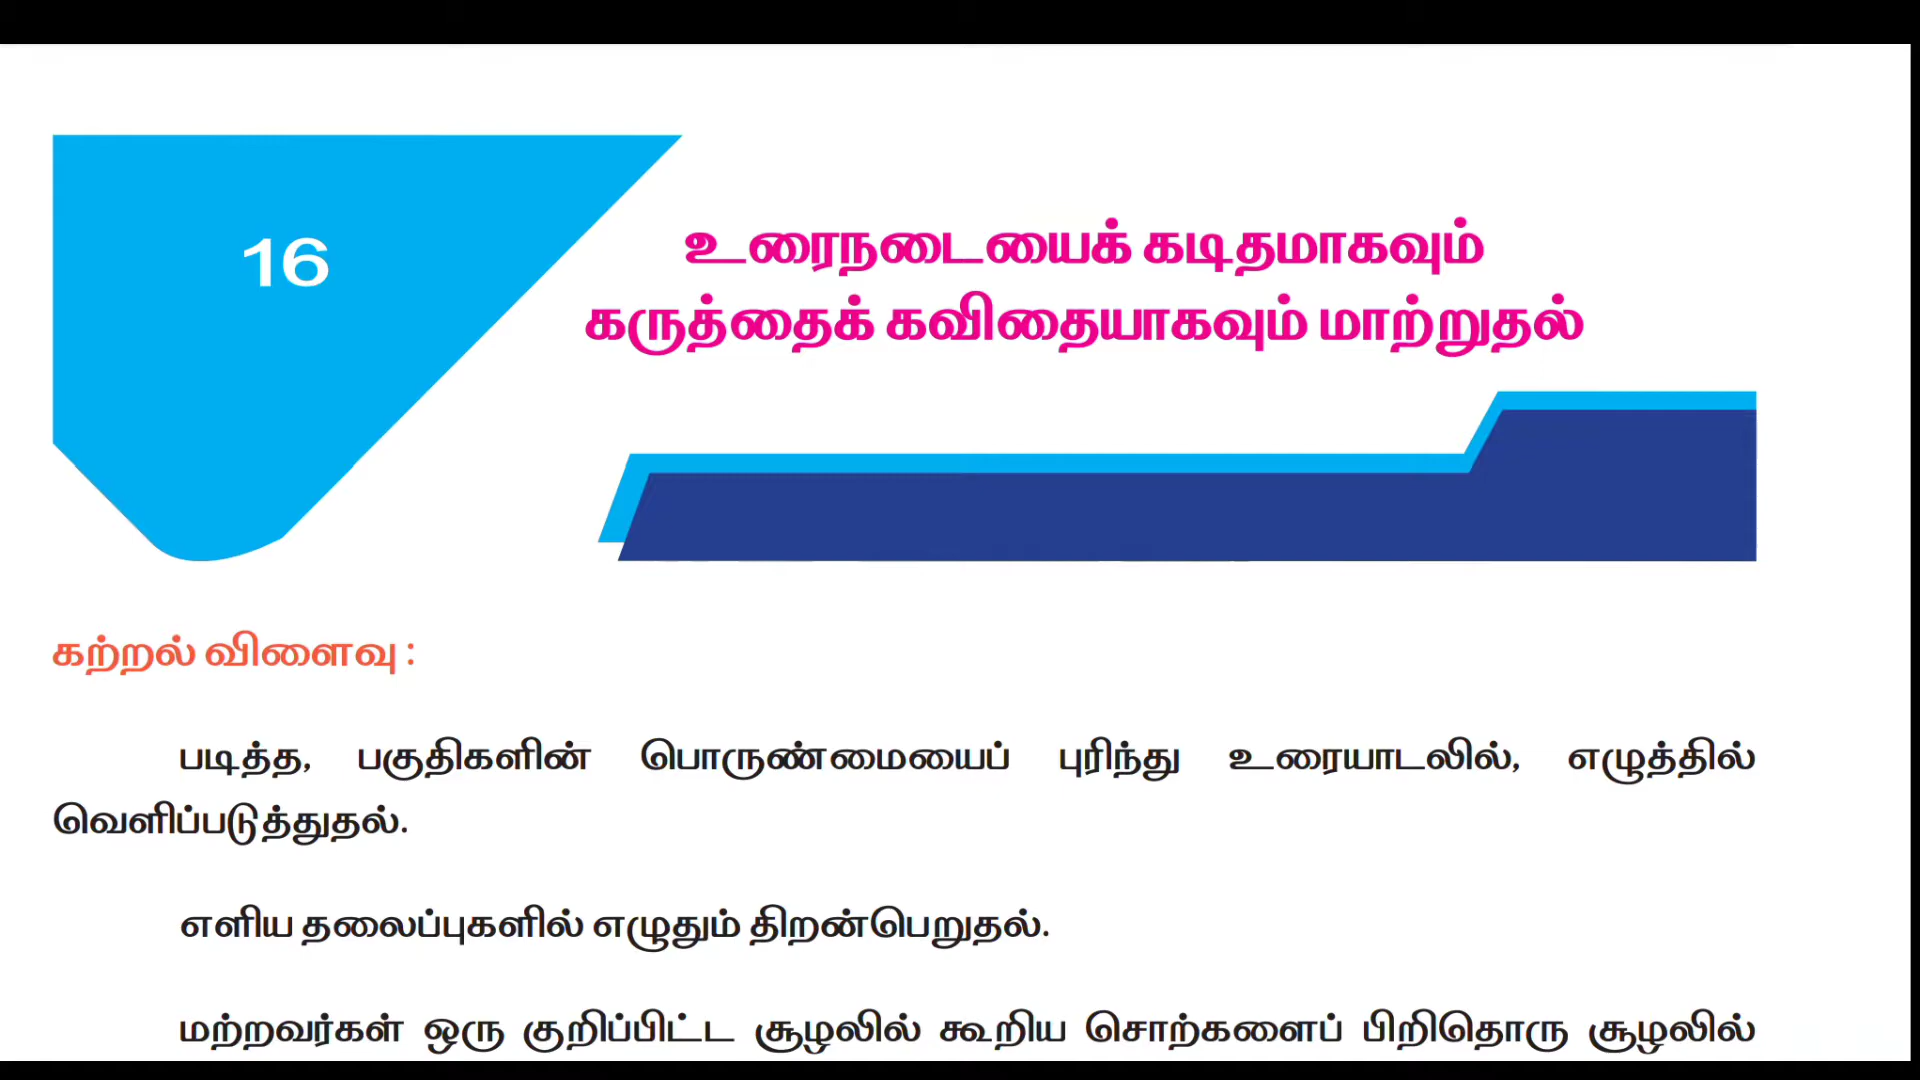 16
உரைநடையைக் கடிதமாகவும்
கருத்தைக் கவிதையாகவும் மாற்றுதல்
கற்றல் விளைவு :
படித்த, பகுதிகளின் பொருண்மையைப் புரிந்து உரையாடலில், எழுத்தில்
வெளிப்படுத்துதல்.
எளிய தலைப்புகளில் எழுதும் திறன்பெறுதல்.
மற்றவர்கள் ஒரு குறிப்பிட்ட சூழலில் கூறிய சொற்களைப் பிறிதொரு சூழலில்